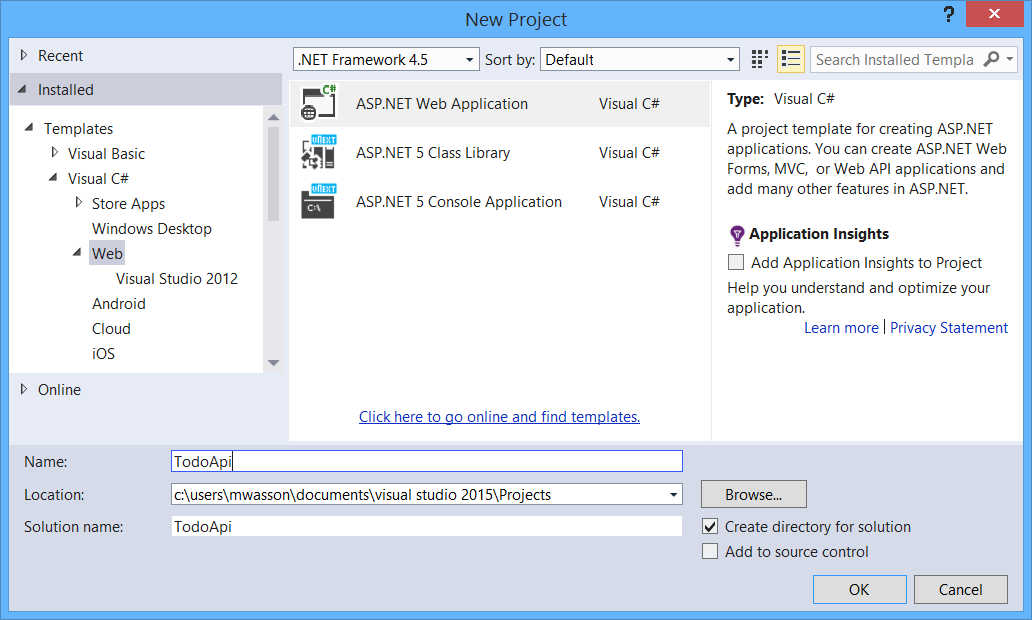 New Project
?
Recent
Installed
Templates
Visual Basic
Visual C#
Store Apps
Windows Desktop
Web
Visual Studio 2012
Android
Cloud
iOS
Online
.NET Framework 4.5
Sort by: Default
Search Installed Templa
C#
ASP.NET Web Application Visual C#
vNEXT
ASP.NET 5 Class Library Visual C#
vNEXT
C:\
ASP.NET 5 Console Application Visual C#
Click here to go online and find templates.
Type: Visual C#
A project template for creating ASP.NET
applications. You can create ASP.NET Web
Forms, MVC, or Web API applications and
add many other features in ASP.NET.
Application Insights
Add Application Insights to Project
Help you understand and optimize your
application.
Learn more | Privacy Statement
Name: TodoApi
Location: c:\users\mwasson\documents\visual studio 2015\Projects
Browse...
Solution name: TodoApi
Create directory for solution
Add to source control
OK Cancel